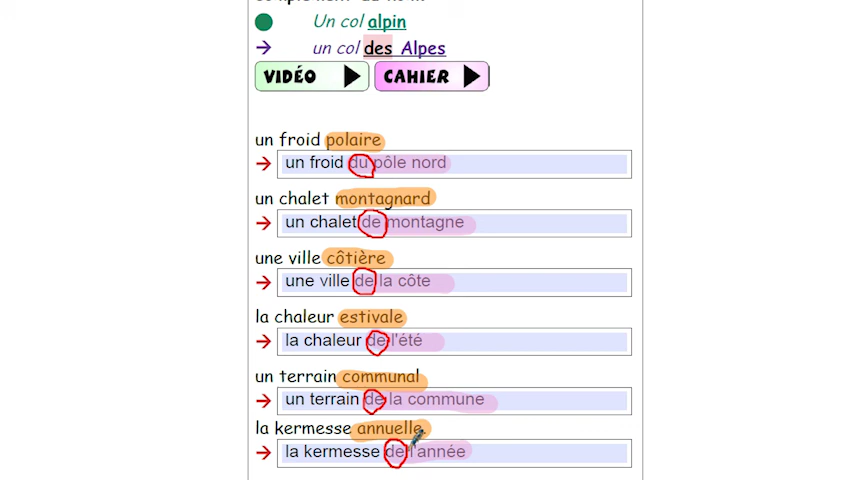 Un col alpin
→ un col des Alpes
VIDÉO CAHIER
un froid polaire
→ un froid du pôle nord
un chalet montagnard
→ un chalet de montagne
une ville côtière
→ une ville de la côte
la chaleur estivale
→ la chaleur de l'été
un terrain communal
→ un terrain de la commune
la kermesse annuelle
→ la kermesse de l'année